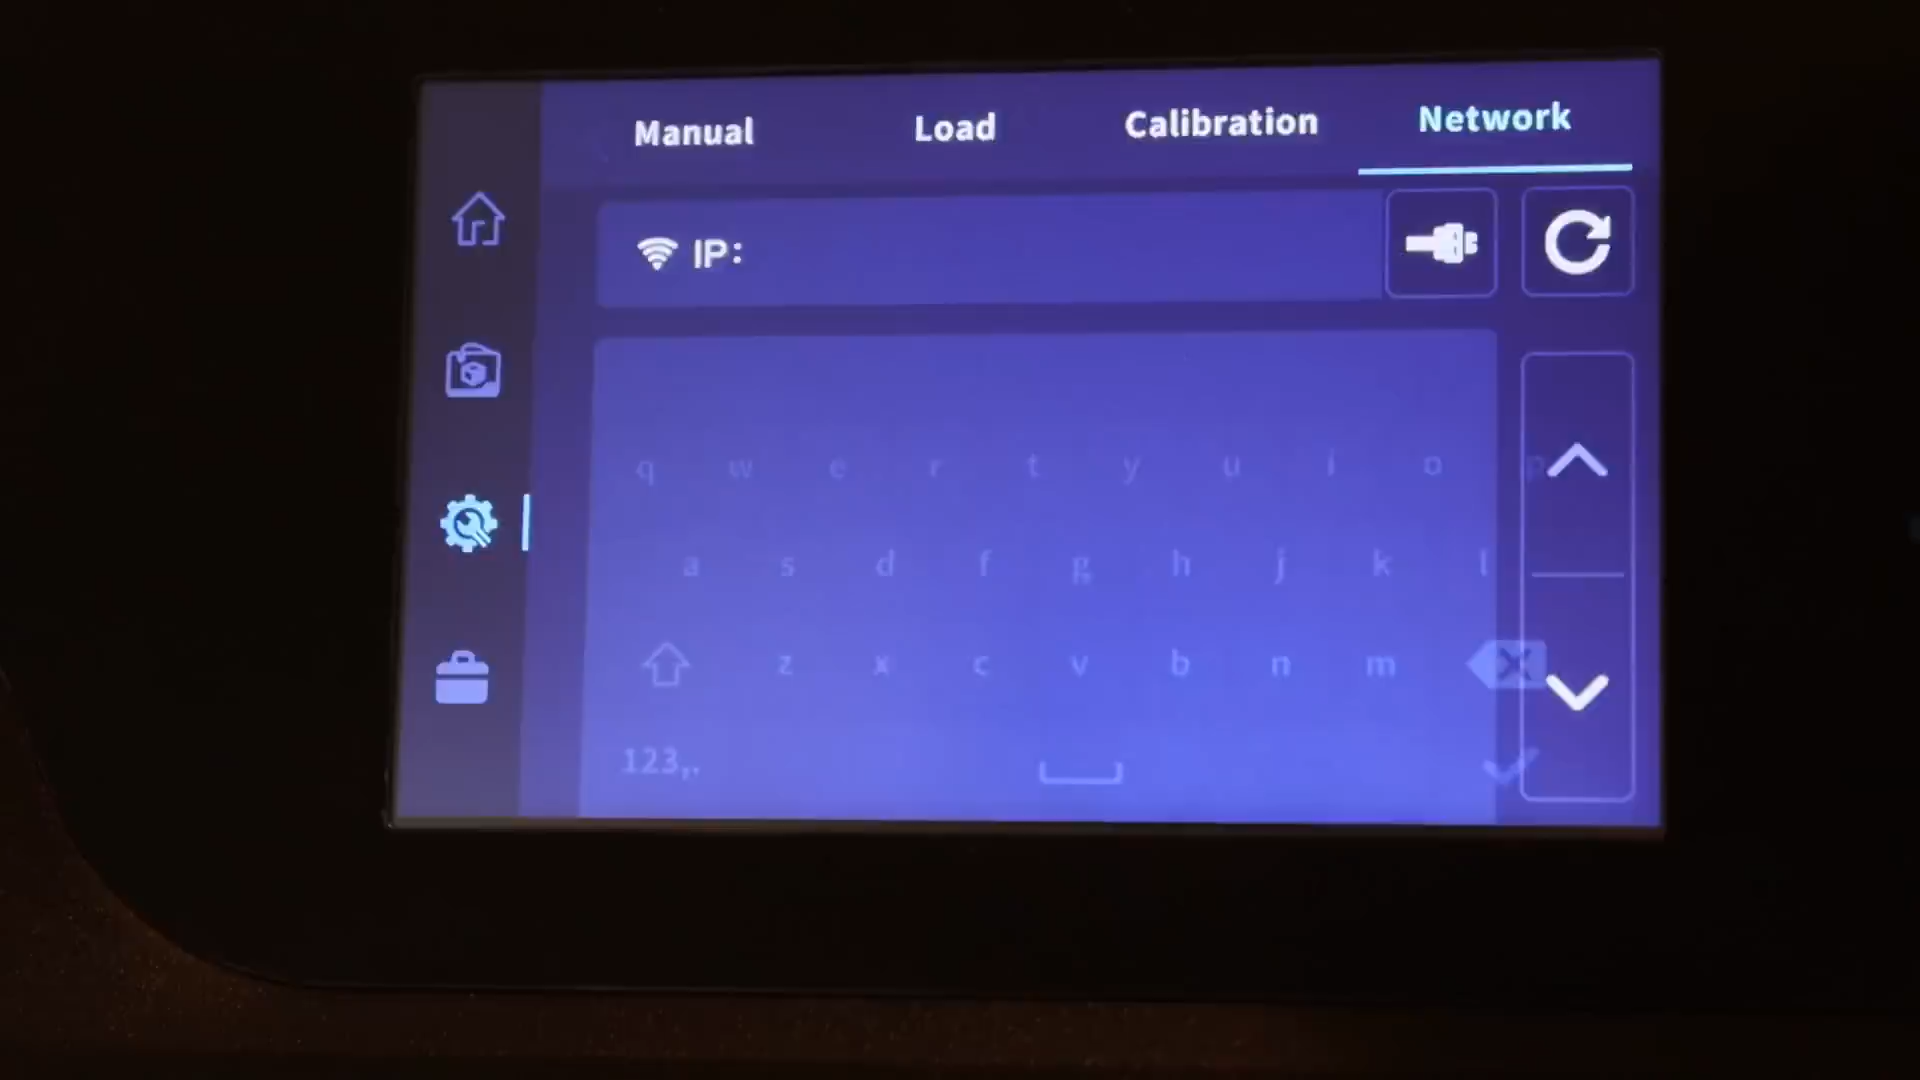 Manual Load Calibration Network
IP:
q w e r t y u i o p
a s d f g h j k l
z x c v b n m
123,.